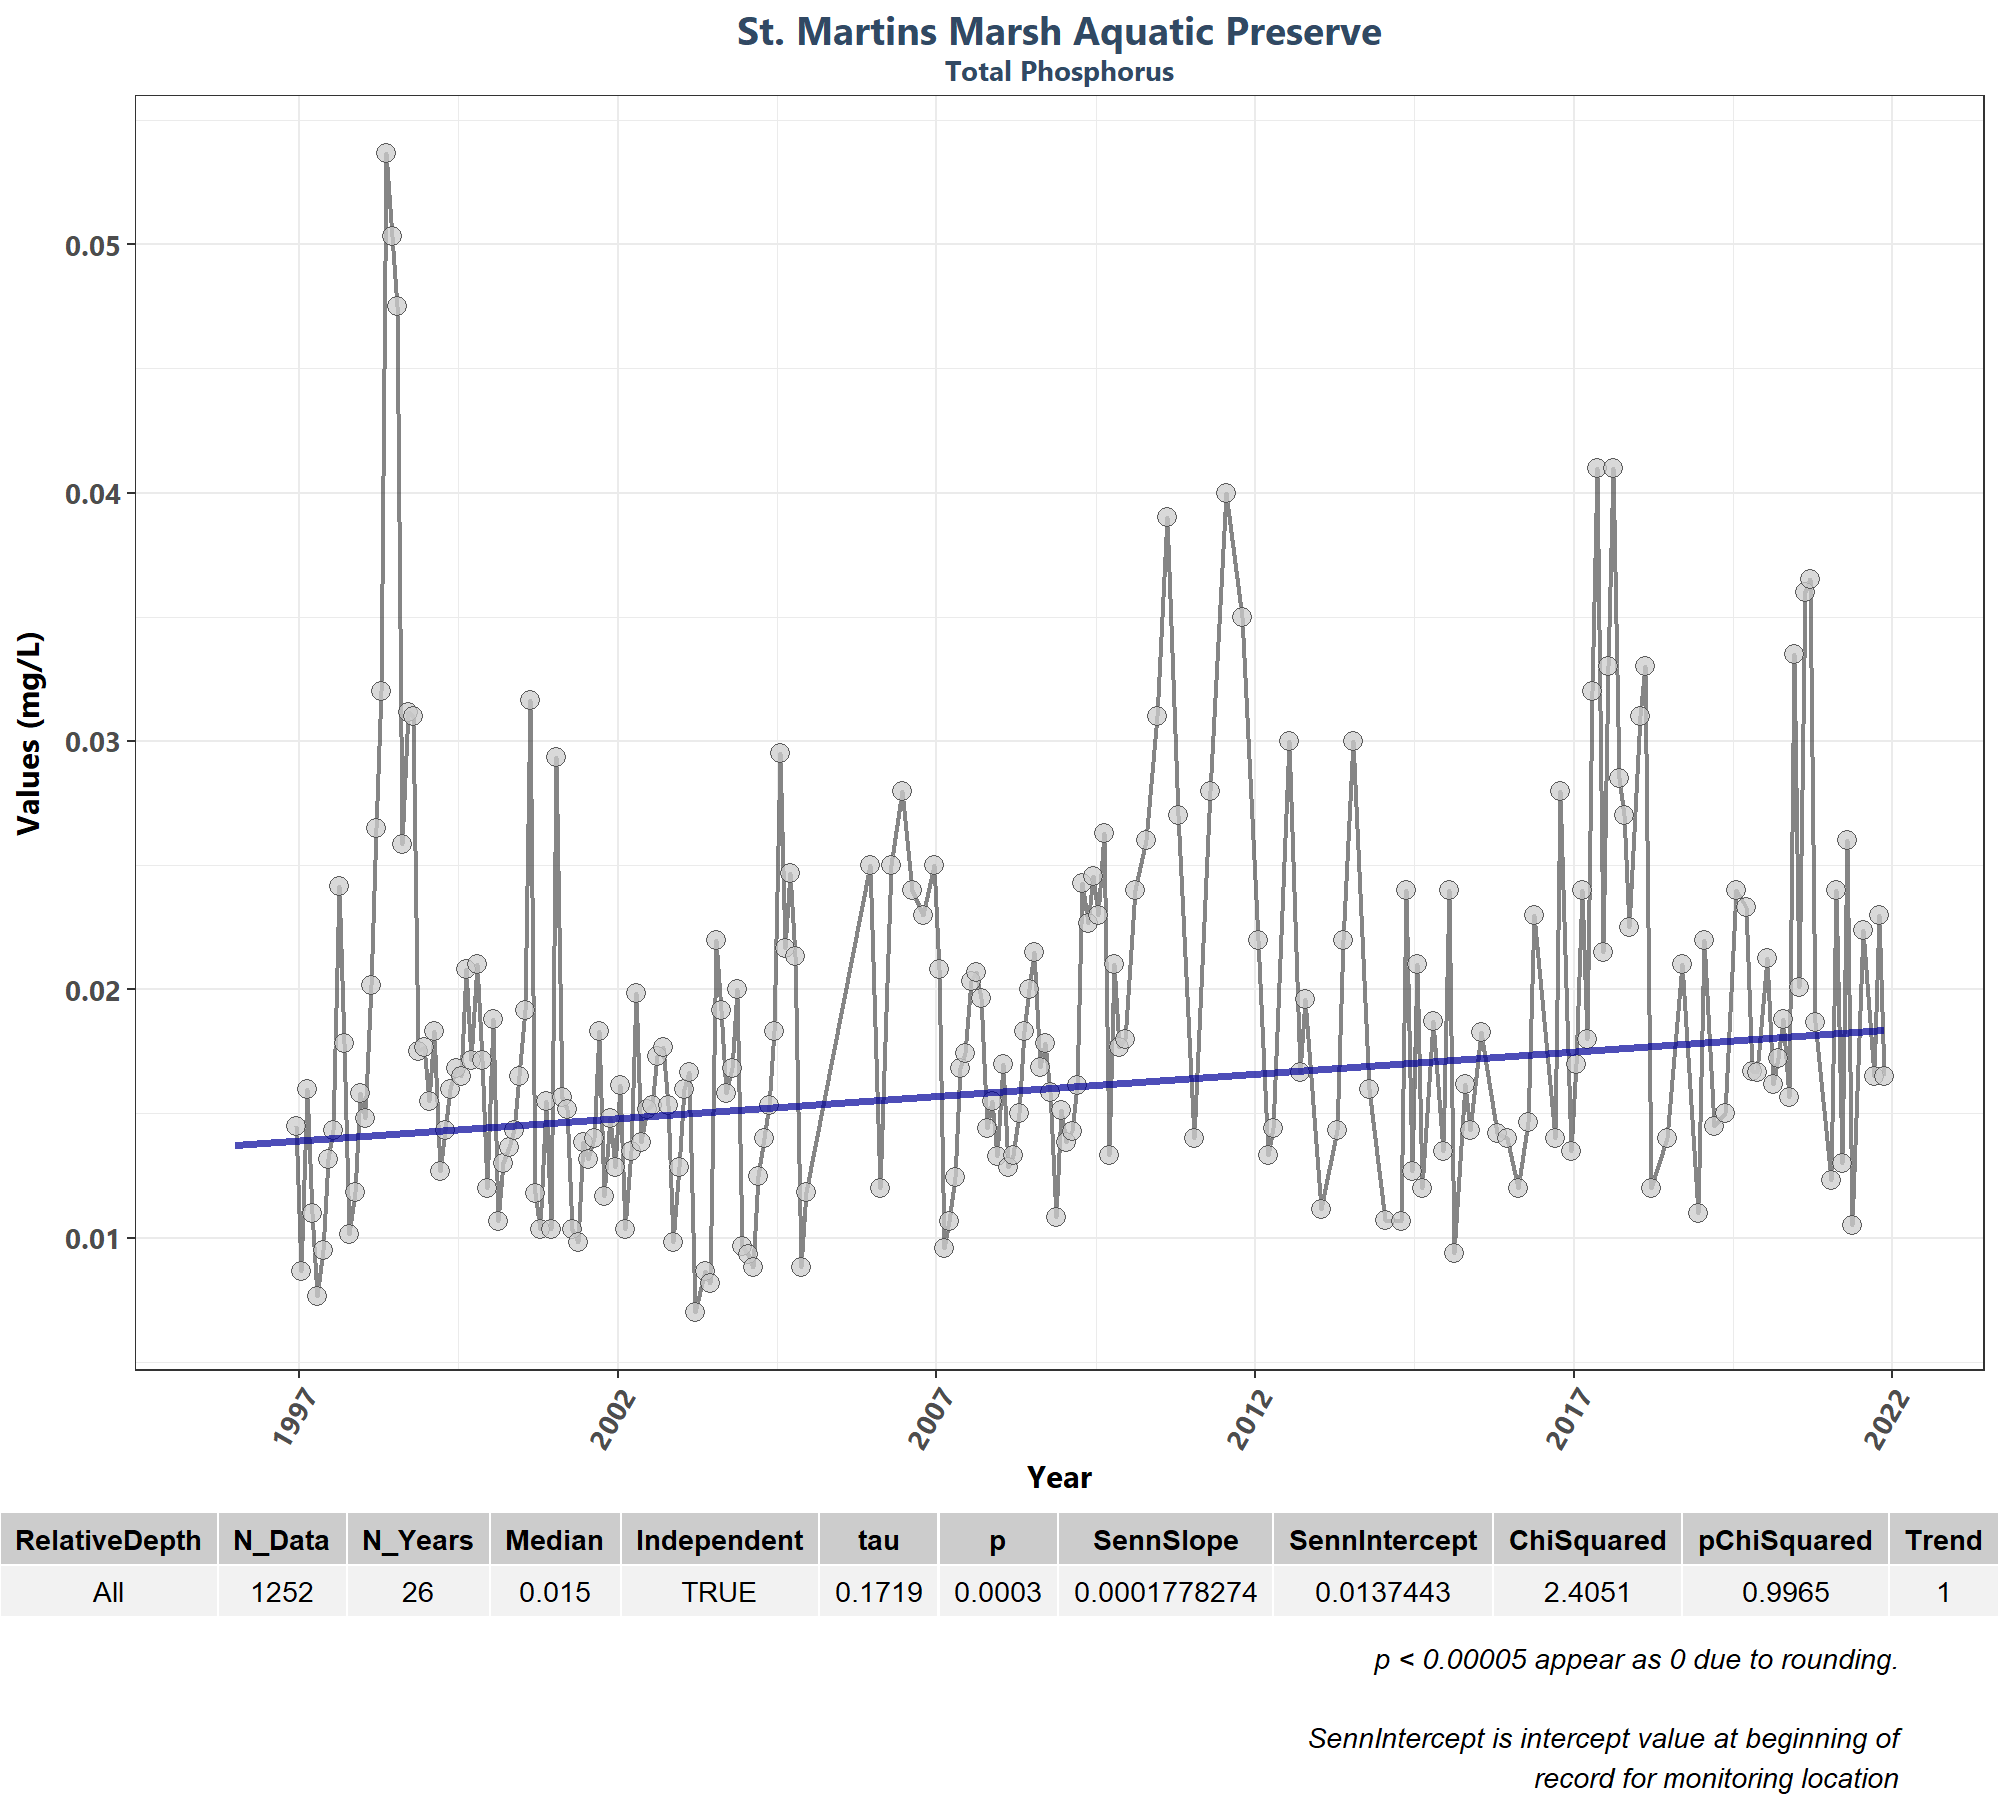 St. Martins Marsh Aquatic Preserve
Total Phosphorus
Values (mg/L)
0.05
0.04
0.03
0.02
0.01
1997 2002 2007 2012 2017 2022
Year
RelativeDepth N_Data N_Years Median Independent tau p SennSlope SennIntercept ChiSquared pChiSquared Trend
All 1252 26 0.015 TRUE 0.1719 0.0003 0.0001778274 0.0137443 2.4051 0.9965 1
p < 0.00005 appear as 0 due to rounding.
SennIntercept is intercept value at beginning of
record for monitoring location